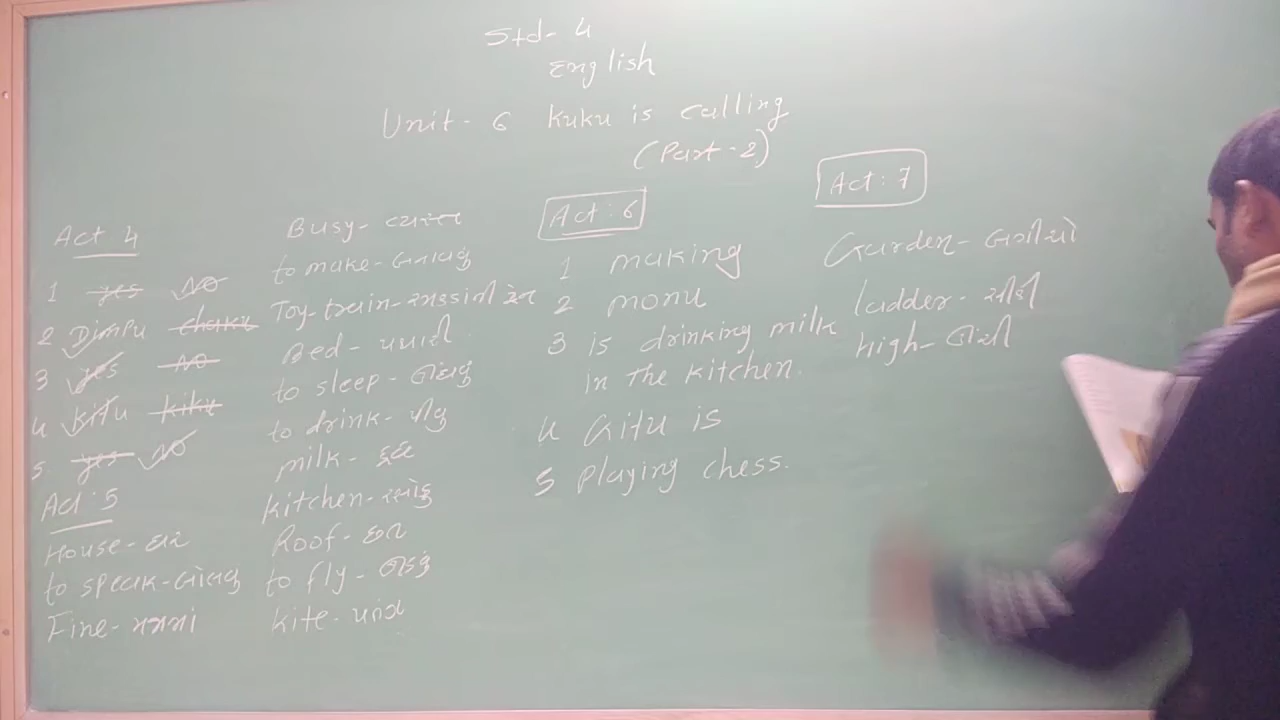 Std- 4
English
Unit- 6 Kuku is calling
(Part-2)
Act 4
1 yes No
2 Dimpu chaku
3 yes No
4 Kitu kiku
5. yes No
Act 5
House- ઘર
to speak- બોલવું
Fine- મજામાં
Busy- વ્યસ્ત
to make- બનાવવું
Toy-train- રમકડાંની ટ્રેન
Bed- પથારી
to sleep- ઊંઘવું
to drink- પીવું
milk- દૂધ
kitchen- રસોડું
Roof- છત
to fly- ઊડવું
kite- પતંગ
Act: 6
1 making
2 monu
3 is drinking milk
in the kitchen.
4 Gitu is
5 Playing chess.
Act: 7
Garden- બગીચો
ladder- સીડી
High- ઊંચી